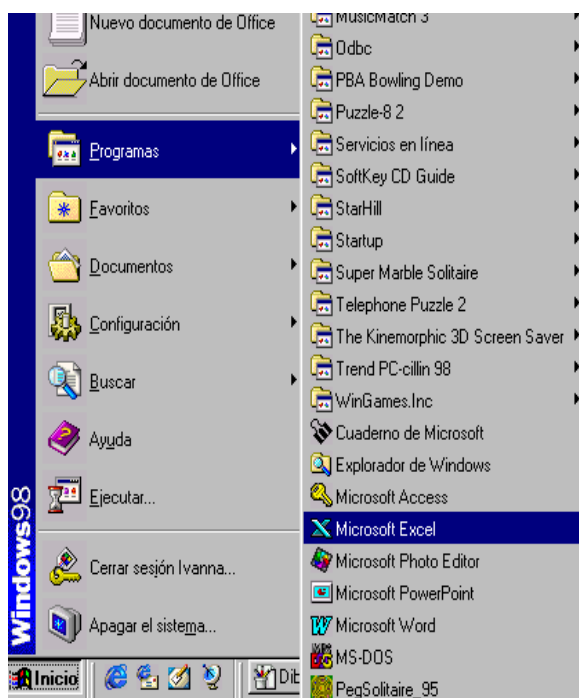 Nuevo documento de Office
Abrir documento de Office
Programas
Favoritos
Documentos
Configuración
Buscar
Ayuda
Ejecutar...
Cerrar sesión Ivanna...
Apagar el sistema...
Windows98
MusicMatch 3
Odbc
PBA Bowling Demo
Puzzle-8 2
Servicios en línea
SoftKey CD Guide
StarHill
Startup
Super Marble Solitaire
Telephone Puzzle 2
The Kinemorphic 3D Screen Saver
Trend PC-cillin 98
WinGames.Inc
Cuaderno de Microsoft
Explorador de Windows
Microsoft Access
Microsoft Excel
Microsoft Photo Editor
Microsoft PowerPoint
Microsoft Word
MS-DOS
PegSolitaire_95
Inicio